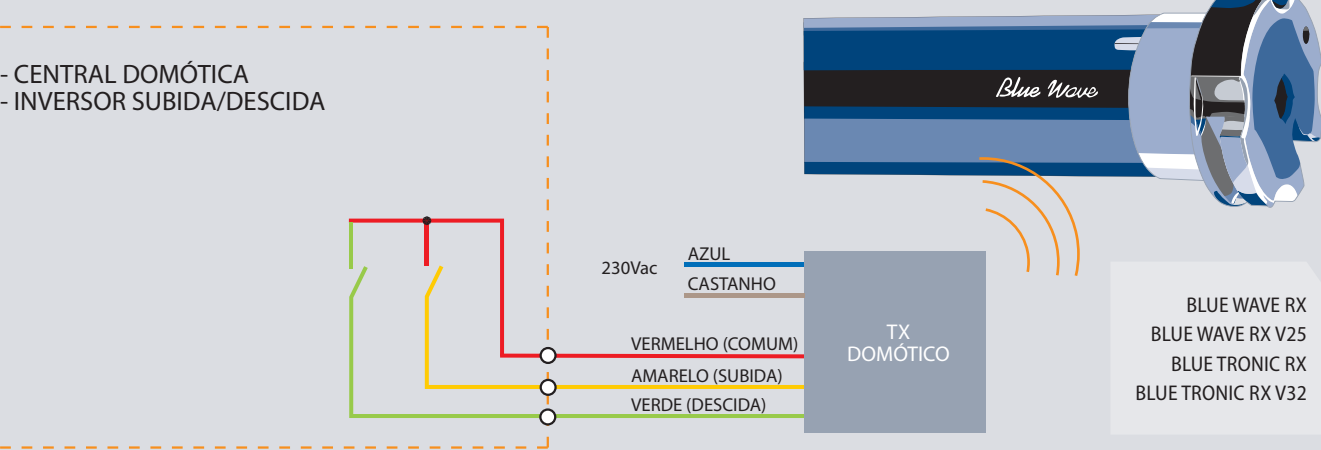 - CENTRAL DOMÓTICA
- INVERSOR SUBIDA/DESCIDA
Blue Wave
230Vac
AZUL
CASTANHO
VERMELHO (COMUM)
AMARELO (SUBIDA)
VERDE (DESCIDA)
TX
DOMÓTICO
BLUE WAVE RX
BLUE WAVE RX V25
BLUE TRONIC RX
BLUE TRONIC RX V32